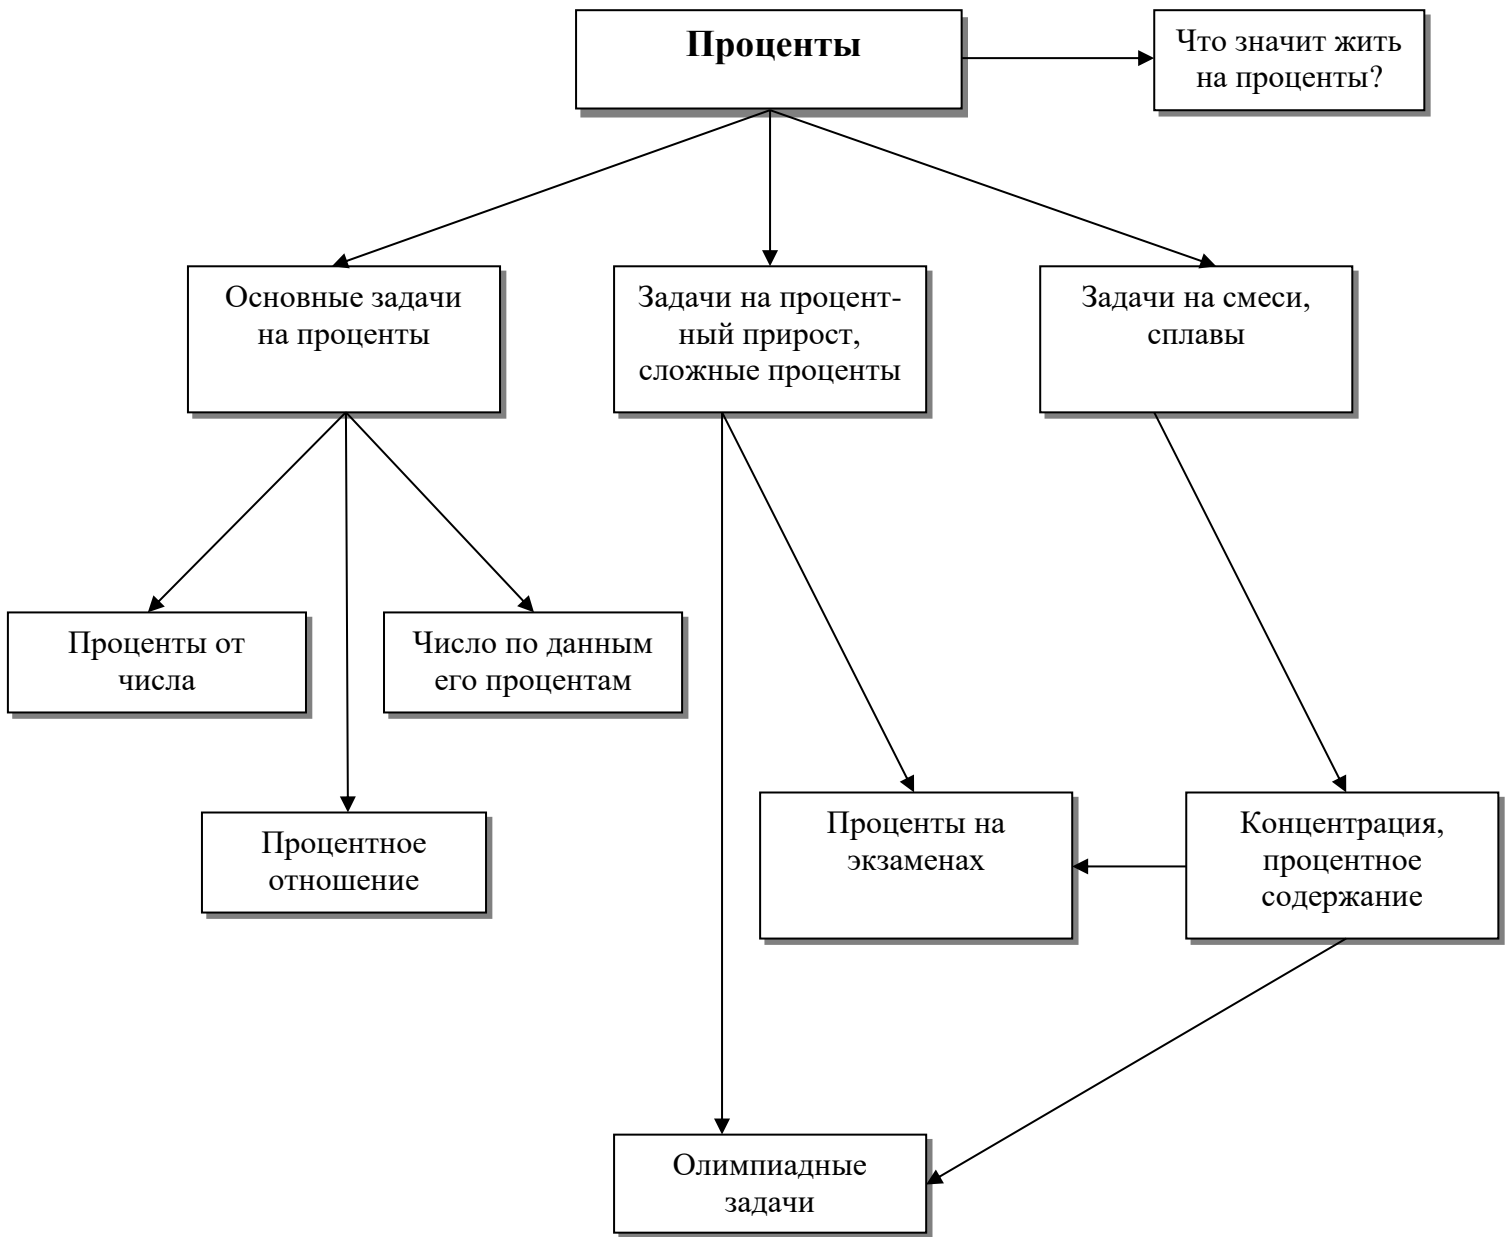 Проценты
Что значит жить
на проценты?
Основные задачи
на проценты
Задачи на процент-
ный прирост,
сложные проценты
Задачи на смеси,
сплавы
Проценты от
числа
Число по данным
его процентам
Процентное
отношение
Проценты на
экзаменах
Концентрация,
процентное
содержание
Олимпиадные
задачи